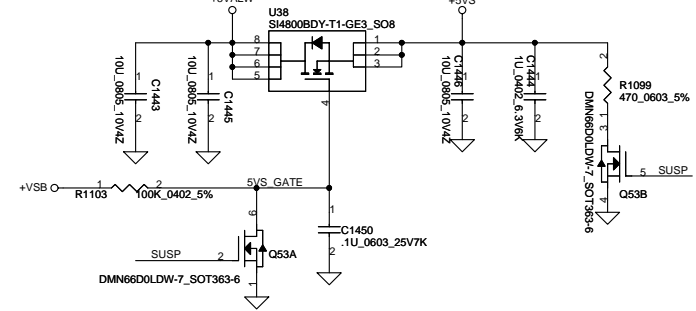 U38
SI4800BDY-T1-GE3_SO8
+5VS
8
7
6
5
1
2
3
4
10U_0805_10V4Z
1
2
C1443
10U_0805_10V4Z
1
2
C1445
10U_0805_10V4Z
1
2
C1446
1U_0402_6.3V6K
1
2
C1444
2
R1099
470_0603_5%
1
DMN66D0LDW-7_SOT363-6
3
5
SUSP
Q53B
4
+VSB
R1103
1
2
100K_0402_5%
5VS_GATE
6
SUSP
2
Q53A
1
DMN66D0LDW-7_SOT363-6
1
C1450
.1U_0603_25V7K
2